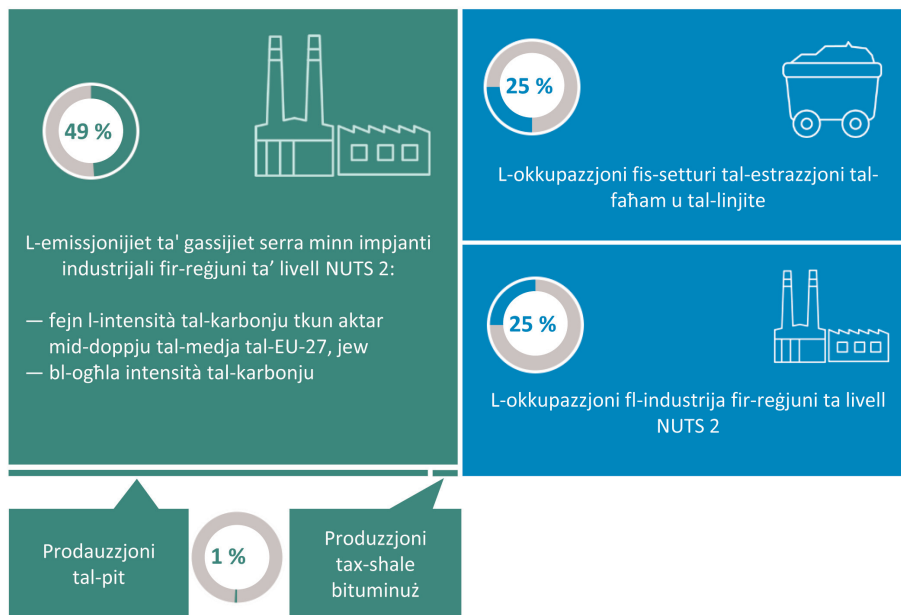 49 %
L-emissjonijiet ta' gassijiet serra minn impjanti
industrijali fir-reġjuni ta’ livell NUTS 2:
— fejn l-intensità tal-karbonju tkun aktar
mid-doppju tal-medja tal-EU-27, jew
— bl-ogħla intensità tal-karbonju
25 %
L-okkupazzjoni fis-setturi tal-estrazzjoni tal-
faħam u tal-linjite
25 %
L-okkupazzjoni fl-industrija fir-reġjuni ta livell
NUTS 2
Prodauzzjoni
tal-pit
1 %
Produzzjoni
tax-shale
bituminuż